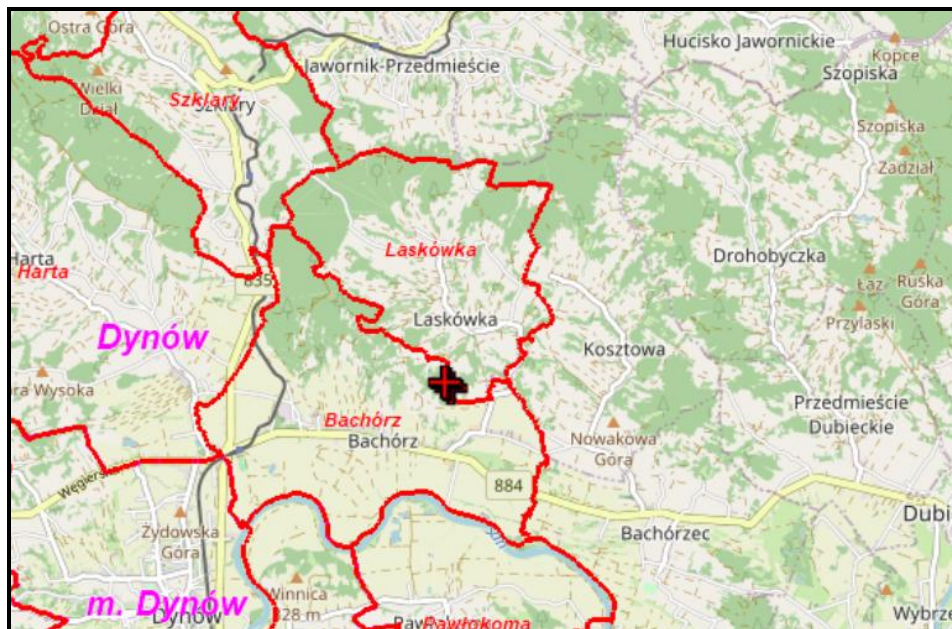 Ostra Góra
Hucisko Jawornickie
Kopce
Jawornik-Przedmieście
Szopiska
Wielki
Dział
Szklary
Szklary
Szopiska
Zadział
Laskówka
Harta
Harta
Drohobyczka
835
Łaz
Ruska
Góra
Laskówka
Przylaski
Dynów
Kosztowa
ra Wysoka
Przedmieście
Dubieckie
Bachórz
Bachórz
Nowakowa
Góra
Węgiers
884
Żydowska
Góra
Bachórzec
Dubi
San
Winnica
328 m
m. Dynów
Dynów
Pawłokoma
Wybrze